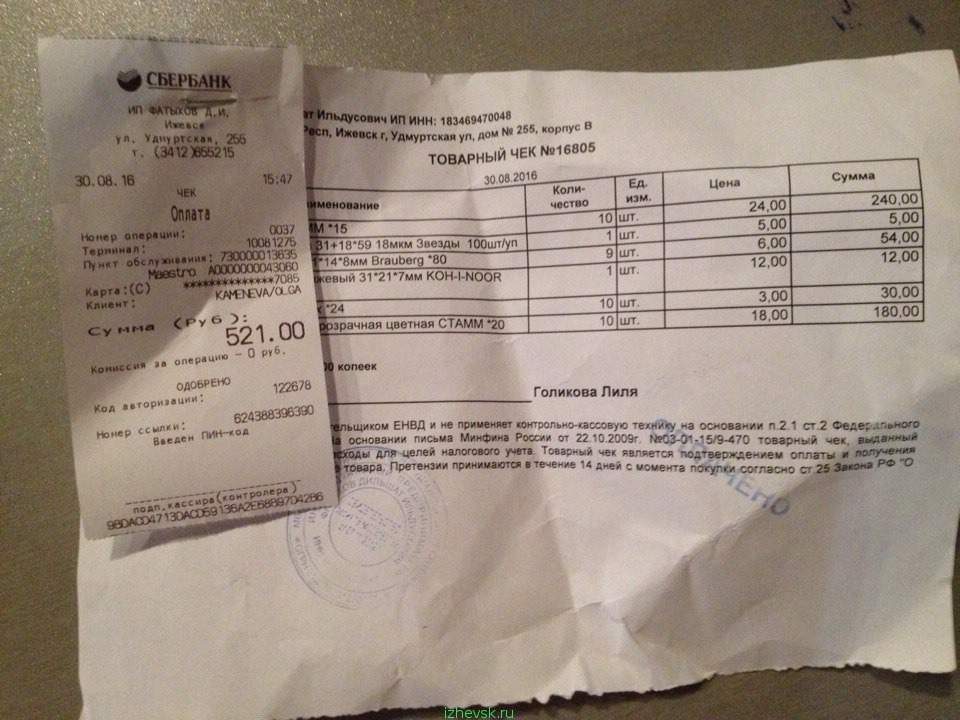 СБЕРБАНК
ИП ФАТЫХОВ Д.И.
Ижевск
ул. Удмуртская, 255
т. (3412)655215
30.08.16 15:47
ЧЕК
Оплата
Номер операции: 0037
Терминал: 10081275
Пункт обслуживания: 730000013635
Maestro A0000000043060
Карта:(C) ***************7085
Клиент: KAMENEVA/OLGA
Сумма (Руб):
521.00
Комиссия за операцию – 0 руб.
ОДОБРЕНО
Код авторизации: 122678
Номер ссылки: 624388396390
Введен ПИН-код
подп.кассира(контролера)
ат Ильдусович ИП ИНН: 183469470048
Респ, Ижевск г, Удмуртская ул, дом № 255, корпус В
ТОВАРНЫЙ ЧЕК №16805
30.08.2016
именование Коли-чество Ед. изм. Цена Сумма
ММ *15 10 шт. 24,00 240,00
31+18*59 18мкм Звезды 100шт/уп 1 шт. 5,00 5,00
1*14*8мм Brauberg *80 9 шт. 6,00 54,00
жевый 31*21*7мм KOH-I-NOOR 1 шт. 12,00 12,00
к *24 10 шт. 3,00 30,00
розрачная цветная СТАММ *20 10 шт. 18,00 180,00
00 копеек
Голикова Лиля
тельщиком ЕНВД и не применяет контрольно-кассовую технику на основании п.2.1 ст.2 Федерального
на основании письма Минфина России от 22.10.2009г. №03-01-15/9-470 товарный чек, выданный
сходы для целей налогового учета. Товарный чек является подтверждением оплаты и получения
товара. Претензии принимаются в течение 14 дней с момента покупки согласно ст 25 Закона РФ "О
izhevsk.ru